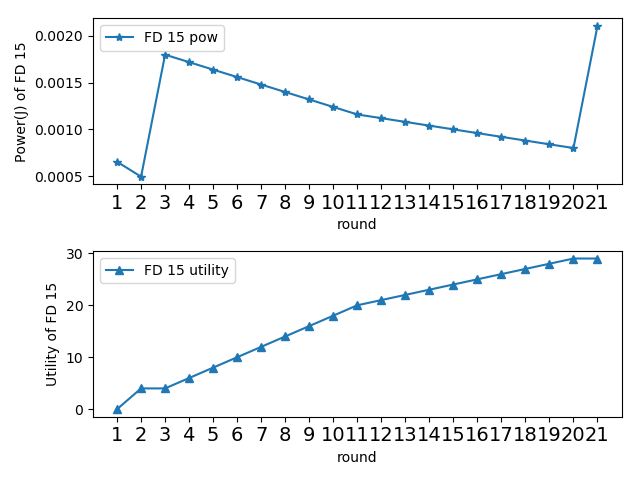 0.0020
0.0015
0.0010
0.0005
Power(J) of FD 15
FD 15 pow
1 2 3 4 5 6 7 8 9 10 11 12 13 14 15 16 17 18 19 20 21
round
30
20
10
0
Utility of FD 15
FD 15 utility
1 2 3 4 5 6 7 8 9 10 11 12 13 14 15 16 17 18 19 20 21
round